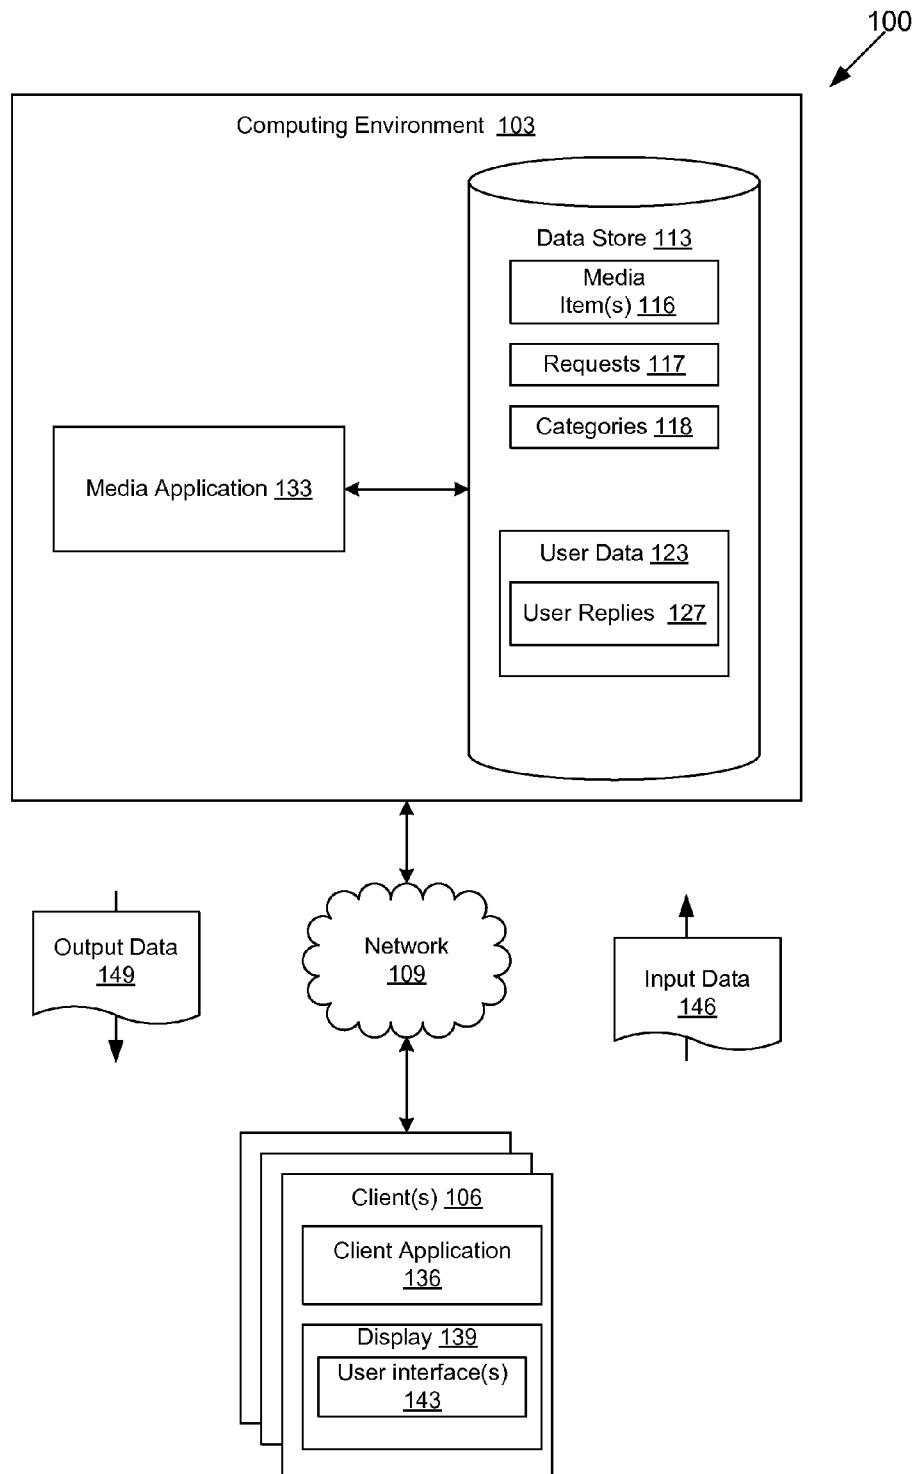 100
Computing Environment 103
Data Store 113
Media
Item(s) 116
Requests 117
Categories 118
Media Application 133
User Data 123
User Replies 127
Output Data
149
Network
109
Input Data
146
Client(s) 106
Client Application
136
Display 139
User interface(s)
143